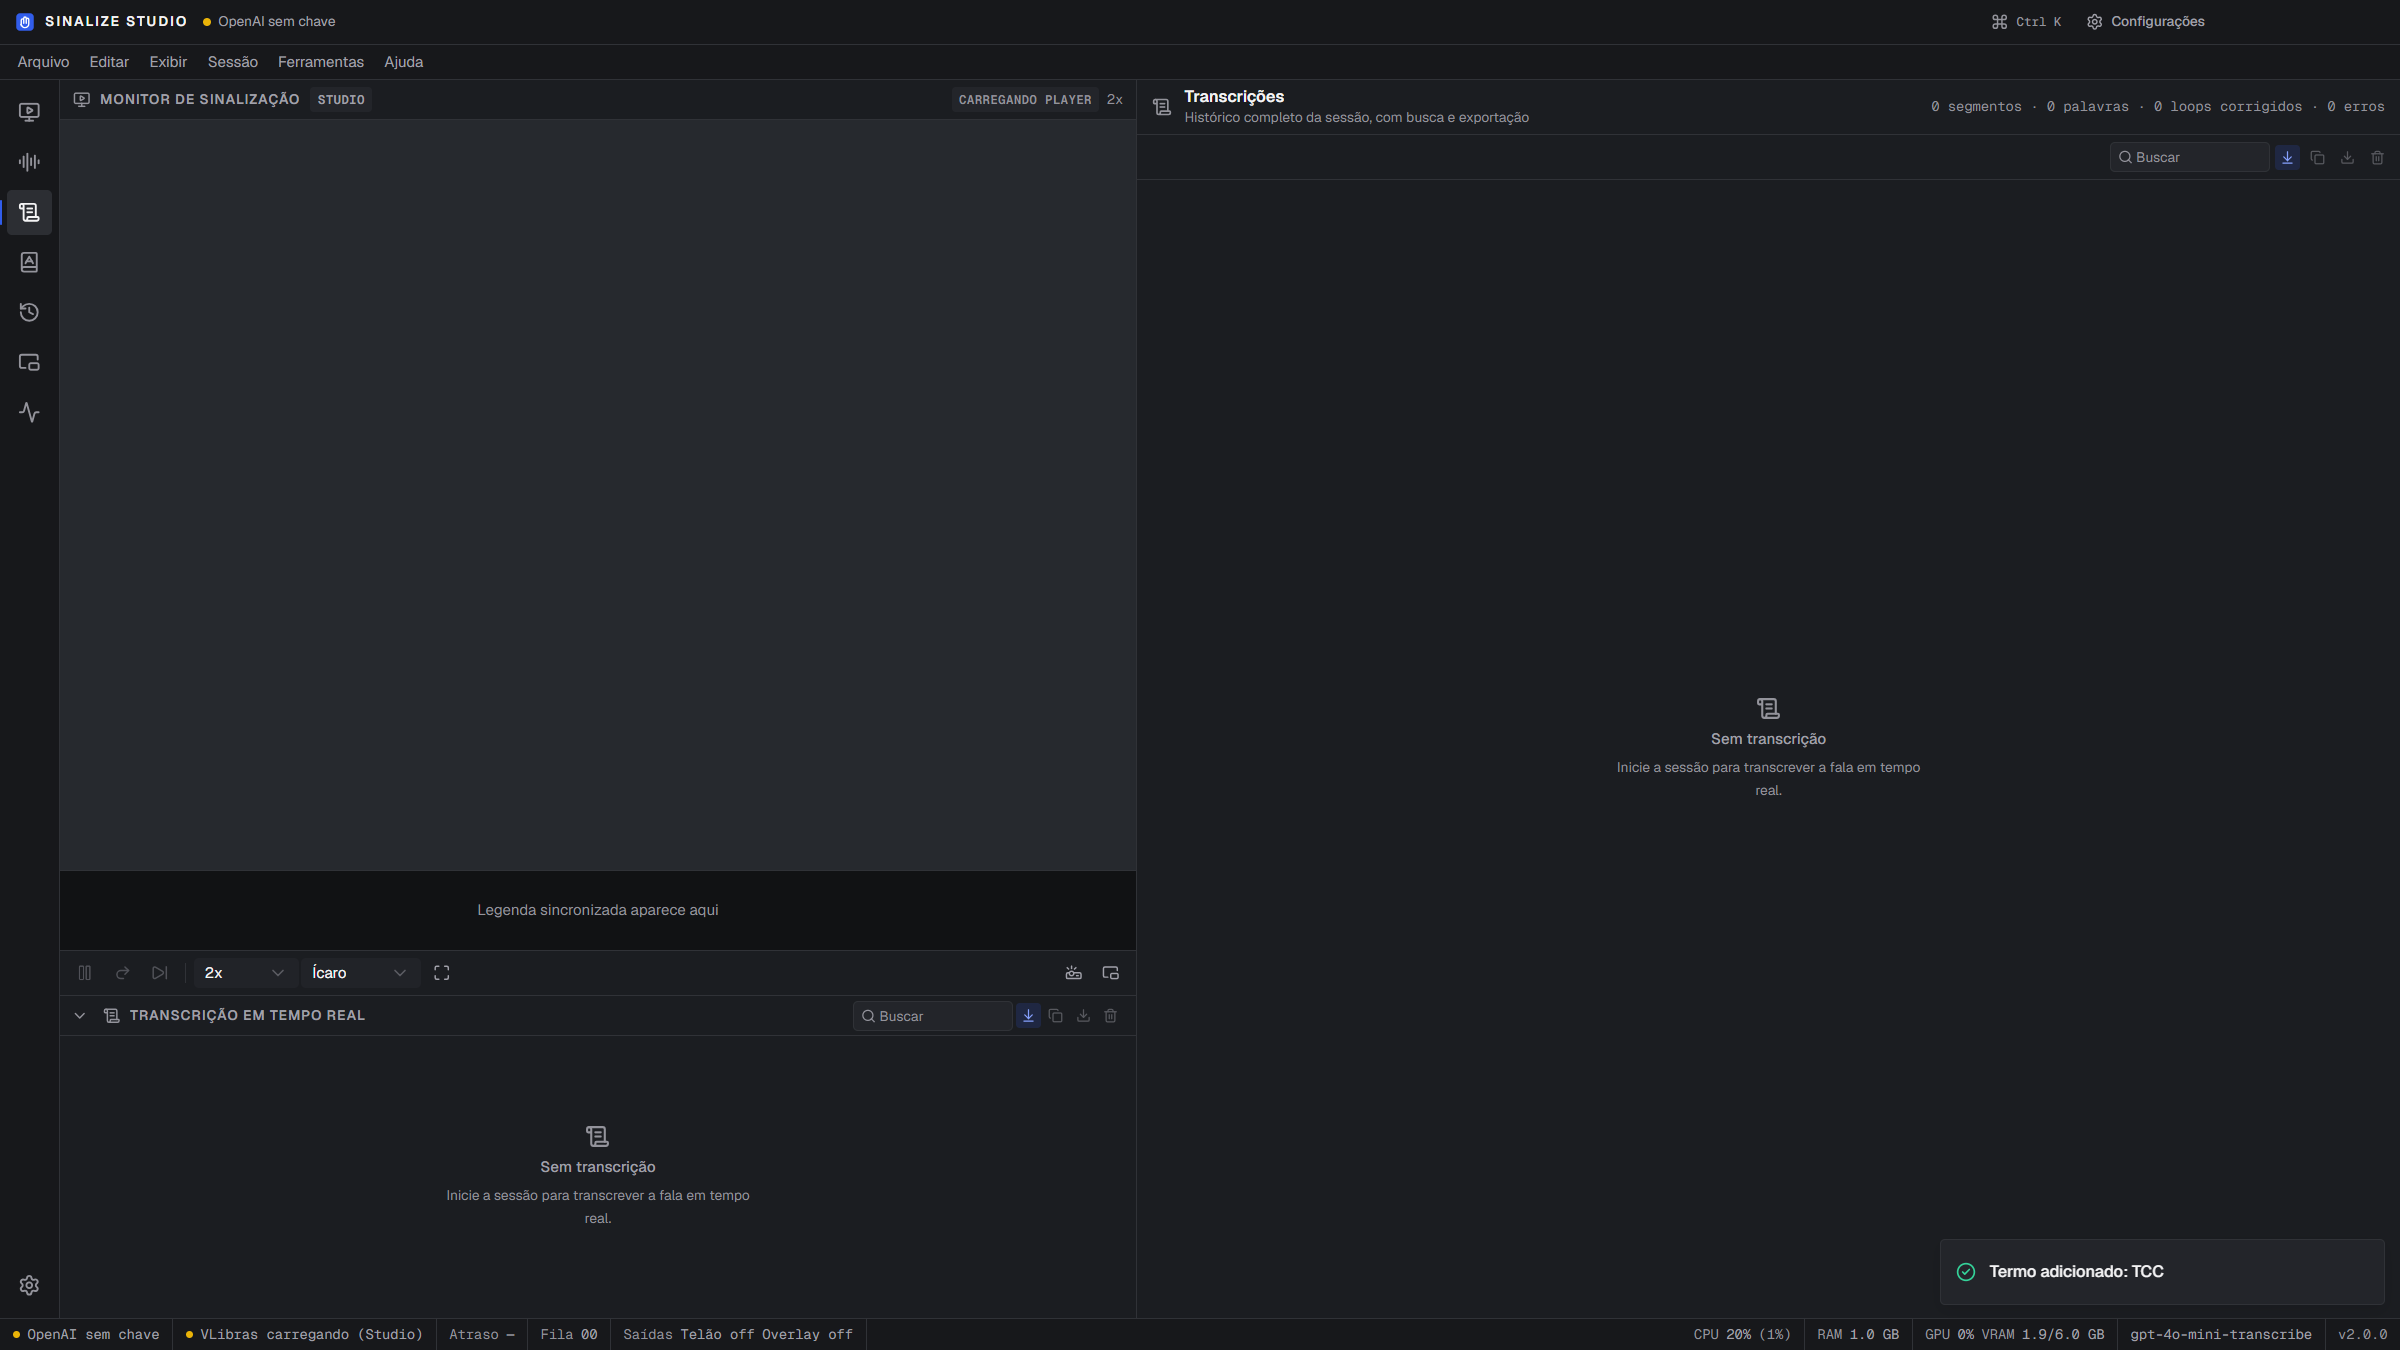 SINALIZE STUDIO
OpenAI sem chave
Ctrl K
Configurações
Arquivo Editar Exibir Sessão Ferramentas Ajuda
MONITOR DE SINALIZAÇÃO STUDIO
CARREGANDO PLAYER 2x
Transcrições
Histórico completo da sessão, com busca e exportação
0 segmentos · 0 palavras · 0 loops corrigidos · 0 erros
Buscar
Sem transcrição
Inicie a sessão para transcrever a fala em tempo
real.
Legenda sincronizada aparece aqui
2x
Ícaro
TRANSCRIÇÃO EM TEMPO REAL
Buscar
Sem transcrição
Inicie a sessão para transcrever a fala em tempo
real.
Termo adicionado: TCC
OpenAI sem chave
VLibras carregando (Studio)
Atraso —
Fila 00
Saídas Telão off Overlay off
CPU 20% (1%)
RAM 1.0 GB
GPU 0% VRAM 1.9/6.0 GB
gpt-4o-mini-transcribe
v2.0.0